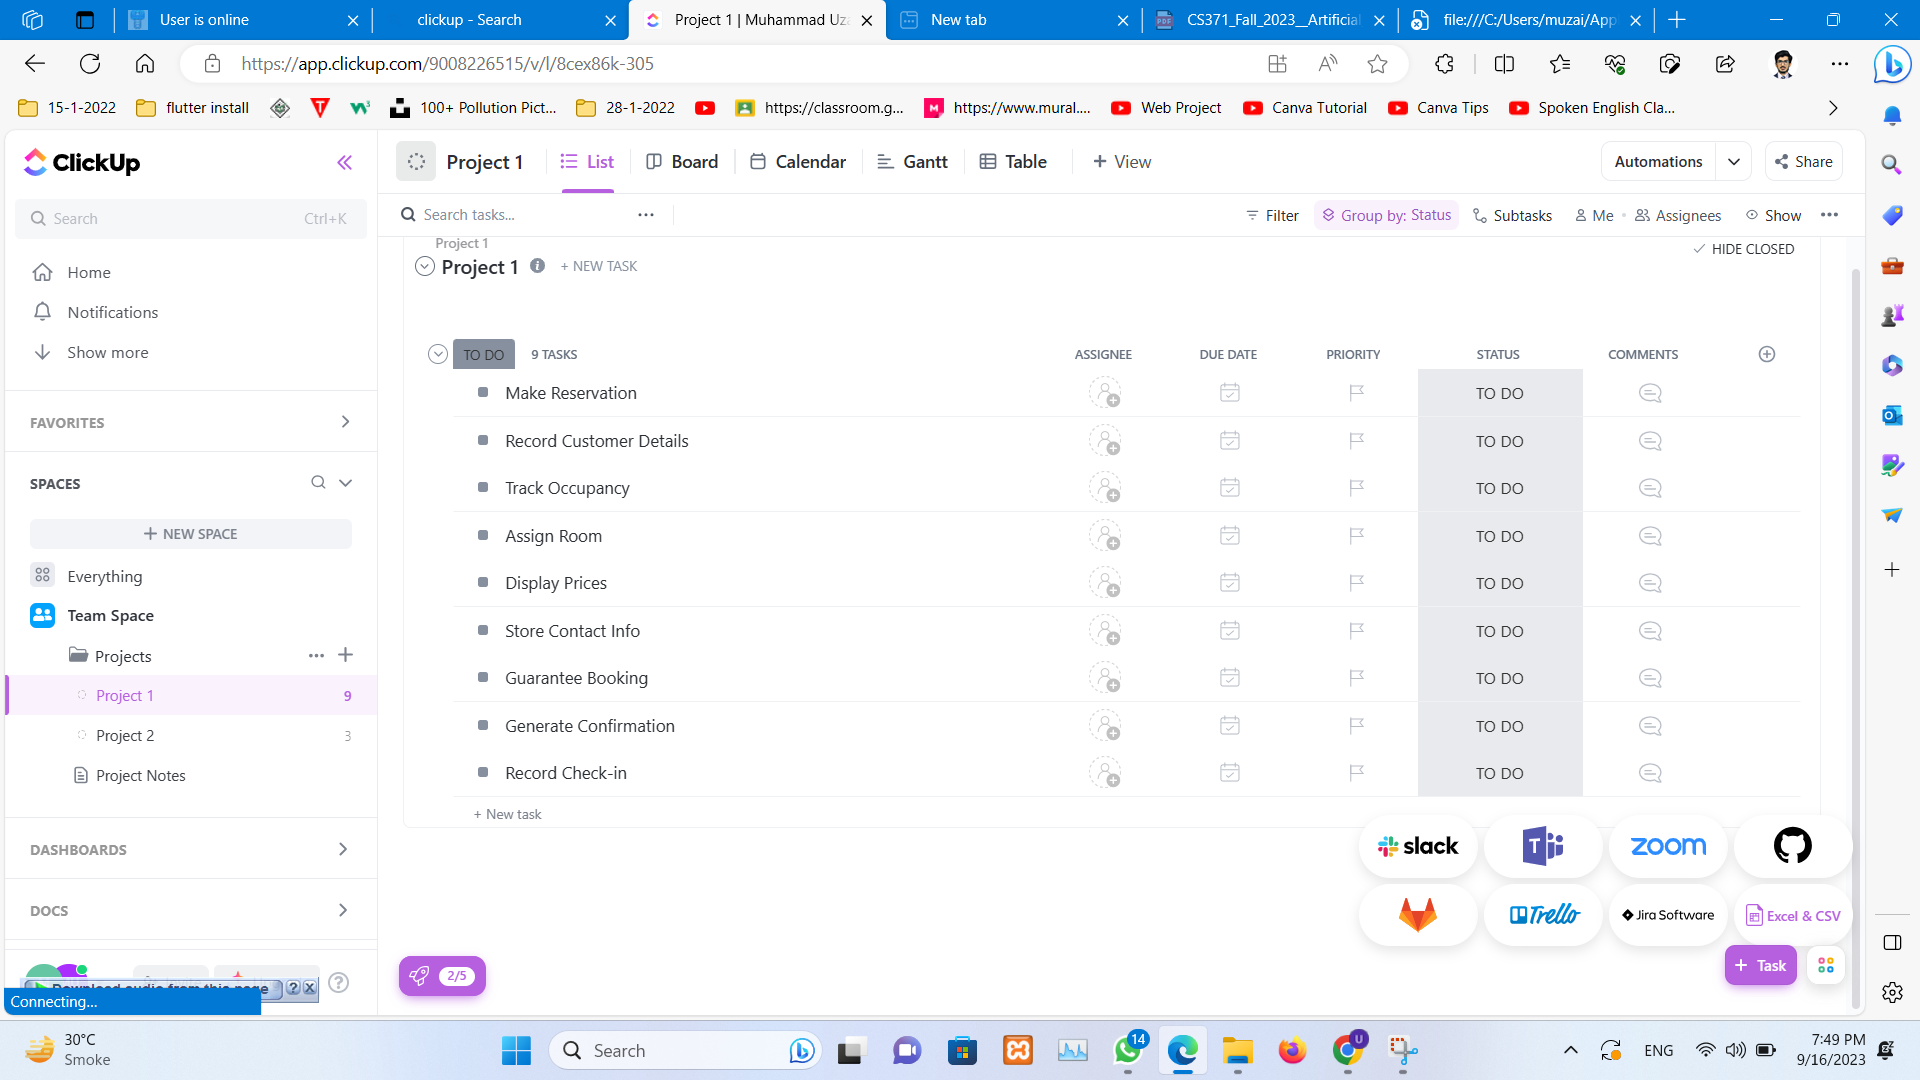 User is online
clickup - Search
Project 1 | Muhammad Uza
New tab
CS371_Fall_2023__Artificial
file:///C:/Users/muzai/App
https://app.clickup.com/9008226515/v/l/8cex86k-305
15-1-2022
flutter install
100+ Pollution Pict...
28-1-2022
https://classroom.g...
https://www.mural....
Web Project
Canva Tutorial
Canva Tips
Spoken English Cla...
ClickUp
Search Ctrl+K
Home
Notifications
Show more
FAVORITES
SPACES
+ NEW SPACE
Everything
Team Space
Projects
Project 1 9
Project 2 3
Project Notes
DASHBOARDS
DOCS
Download audio from this page ? X
Connecting...
Project 1 List Board Calendar Gantt Table + View
Automations Share
Search tasks...
Filter Group by: Status Subtasks Me Assignees Show
Project 1
HIDE CLOSED
Project 1 + NEW TASK
TO DO 9 TASKS ASSIGNEE DUE DATE PRIORITY STATUS COMMENTS
Make Reservation TO DO
Record Customer Details TO DO
Track Occupancy TO DO
Assign Room TO DO
Display Prices TO DO
Store Contact Info TO DO
Guarantee Booking TO DO
Generate Confirmation TO DO
Record Check-in TO DO
+ New task
slack zoom
Trello Jira Software Excel & CSV
2/5
+ Task
30°C
Smoke
Search
14
U
ENG
7:49 PM
9/16/2023